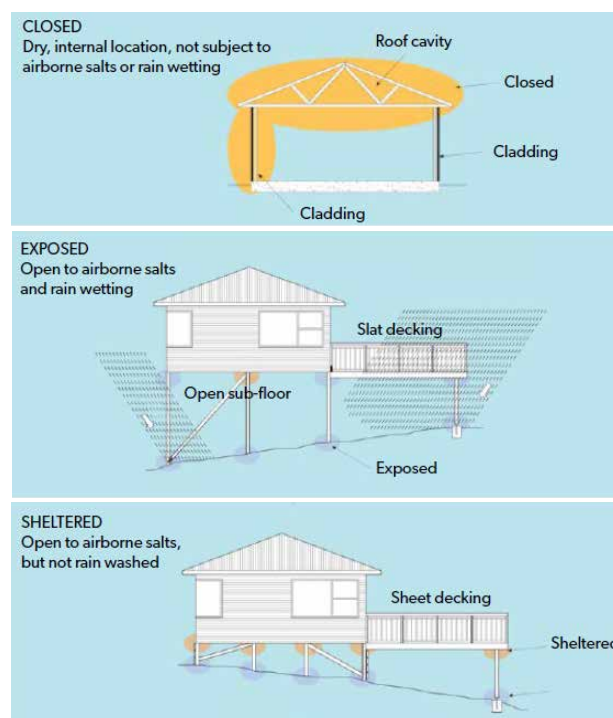 CLOSED
Dry, internal location, not subject to
airborne salts or rain wetting
Roof cavity
Closed
Cladding
Cladding
EXPOSED
Open to airborne salts
and rain wetting
Slat decking
Open sub-floor
Exposed
SHELTERED
Open to airborne salts,
but not rain washed
Sheet decking
Sheltered